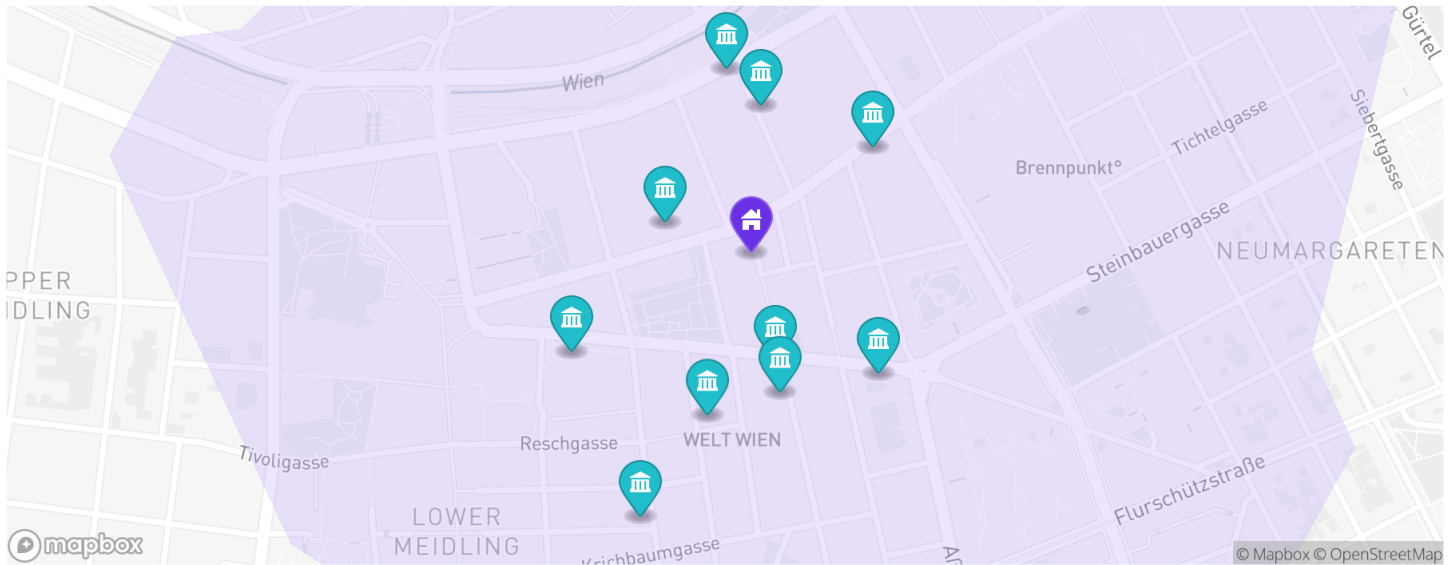 Gürtel
Wien
Siebertgasse
Tichtelgasse
Brennpunkt°
Steinbauergasse
NEUMARGARETEN
PPER
IDLING
Reschgasse
WELT WIEN
Tivoligasse
Flurschützstraße
LOWER
MEIDLING
Krichbaumgasse
mapbox
© Mapbox © OpenStreetMap